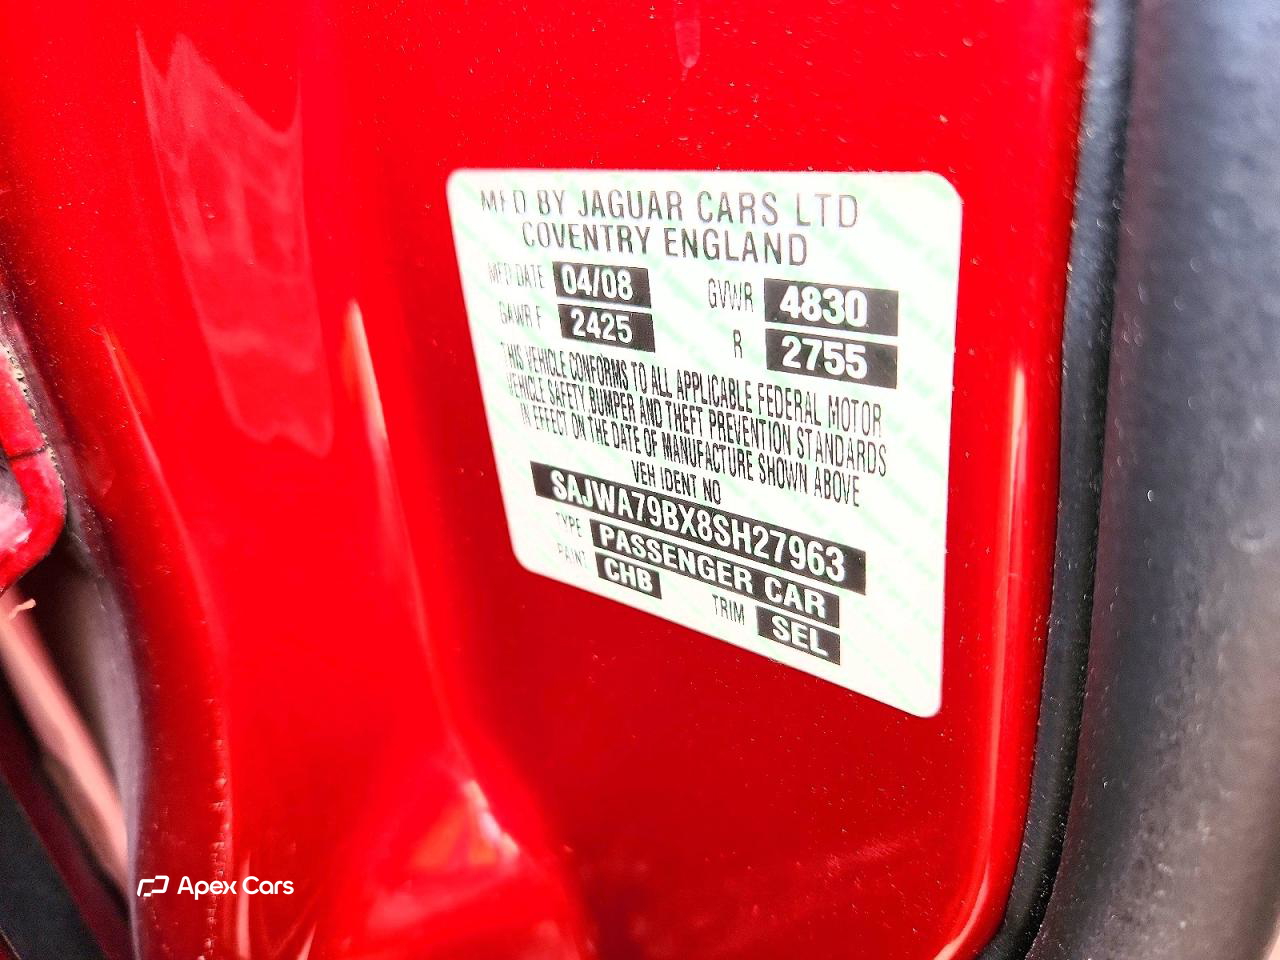 MFD BY JAGUAR CARS LTD
COVENTRY ENGLAND
MFD DATE 04/08 GVWR 4830
GAWR F 2425 R 2755
THIS VEHICLE CONFORMS TO ALL APPLICABLE FEDERAL MOTOR
VEHICLE SAFETY BUMPER AND THEFT PREVENTION STANDARDS
IN EFFECT ON THE DATE OF MANUFACTURE SHOWN ABOVE
VEH IDENT NO
SAJWA79BX8SH27963
TYPE PASSENGER CAR
PAINT CHB TRIM SEL
Apex Cars